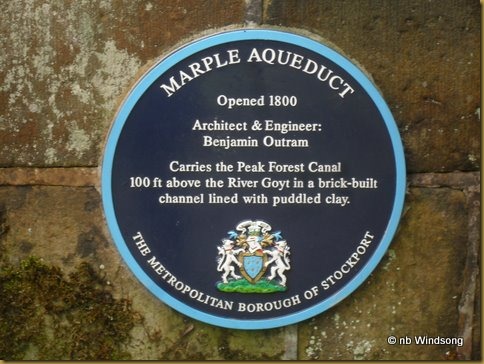 MARPLE AQUEDUCT
Opened 1800
Architect & Engineer:
Benjamin Outram
Carries the Peak Forest Canal
100 ft above the River Goyt in a brick-built
channel lined with puddled clay.
THE METROPOLITAN BOROUGH OF STOCKPORT
© nb Windsong